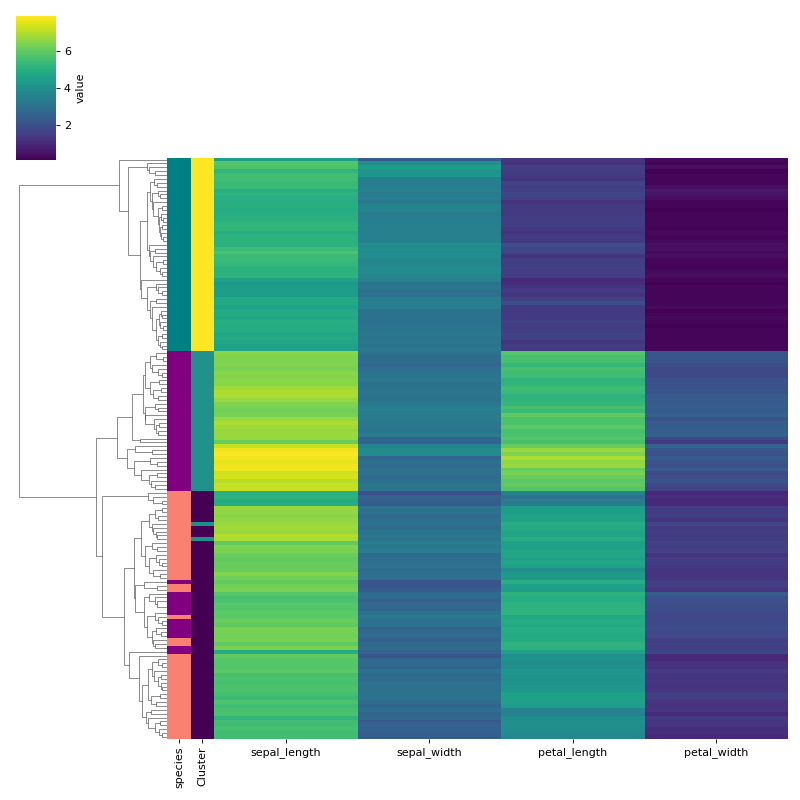 6
4
2
value
species
Cluster
sepal_length
sepal_width
petal_length
petal_width